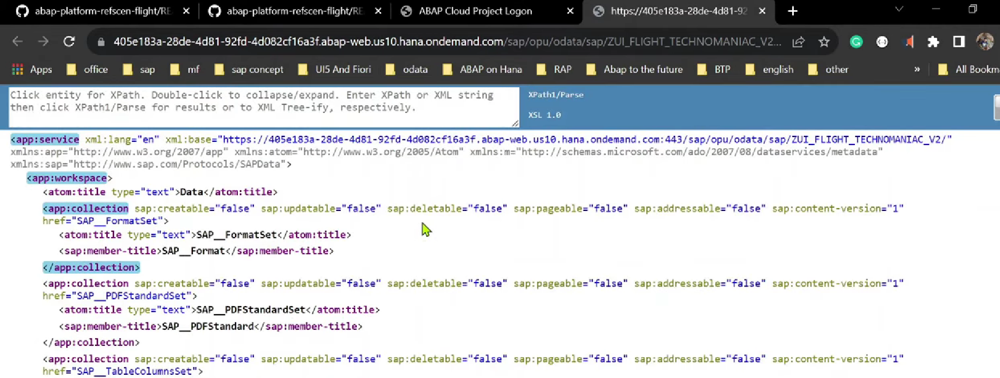 abap-platform-refscen-flight/RE
abap-platform-refscen-flight/RE
ABAP Cloud Project Logon
https://405e183a-28de-4d81-92
405e183a-28de-4d81-92fd-4d082cf16a3f.abap-web.us10.hana.ondemand.com/sap/opu/odata/sap/ZUI_FLIGHT_TECHNOMANIAC_V2...
Apps office sap mf sap concept UI5 And Fiori odata ABAP on Hana RAP Abap to the future BTP english other » All Bookm
Click entity for XPath. Double-click to collapse/expand. Enter XPath or XML string
then click XPath1/Parse for results or to XML Tree-ify, respectively.
XPath1/Parse
XSL 1.0
<app:service xml:lang="en" xml:base="https://405e183a-28de-4d81-92fd-4d082cf16a3f.abap-web.us10.hana.ondemand.com:443/sap/opu/odata/sap/ZUI_FLIGHT_TECHNOMANIAC_V2/"
xmlns:app="http://www.w3.org/2007/app" xmlns:atom="http://www.w3.org/2005/Atom" xmlns:m="http://schemas.microsoft.com/ado/2007/08/dataservices/metadata"
xmlns:sap="http://www.sap.com/Protocols/SAPData">
<app:workspace>
<atom:title type="text">Data</atom:title>
<app:collection sap:creatable="false" sap:updatable="false" sap:deletable="false" sap:pageable="false" sap:addressable="false" sap:content-version="1"
href="SAP__FormatSet">
<atom:title type="text">SAP__FormatSet</atom:title>
<sap:member-title>SAP__Format</sap:member-title>
</app:collection>
<app:collection sap:creatable="false" sap:updatable="false" sap:deletable="false" sap:pageable="false" sap:addressable="false" sap:content-version="1"
href="SAP__PDFStandardSet">
<atom:title type="text">SAP__PDFStandardSet</atom:title>
<sap:member-title>SAP__PDFStandard</sap:member-title>
</app:collection>
<app:collection sap:creatable="false" sap:updatable="false" sap:deletable="false" sap:pageable="false" sap:addressable="false" sap:content-version="1"
href="SAP__TableColumnsSet">